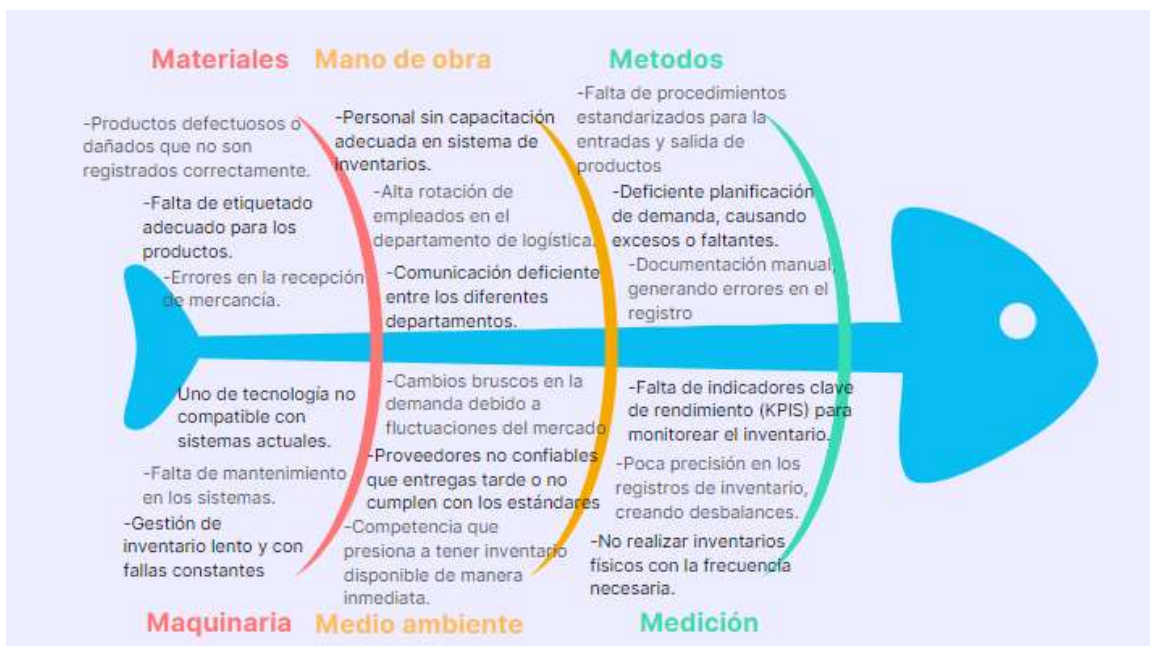 Materiales
Mano de obra
Metodos
-Productos defectuosos o
dañados que no son
registrados correctamente.
-Falta de etiquetado
adecuado para los
productos.
-Errores en la recepción
de mercancía.
-Personal sin capacitación
adecuada en sistema de
inventarios.
-Alta rotación de
empleados en el
departamento de logística.
-Comunicación deficiente
entre los diferentes
departamentos.
-Falta de procedimientos
estandarizados para la
entradas y salida de
productos
-Deficiente planificación
de demanda, causando
excesos o faltantes.
-Documentación manual,
generando errores en el
registro
Uno de tecnología no
compatible con
sistemas actuales.
-Falta de mantenimiento
en los sistemas.
-Gestión de
inventario lento y con
fallas constantes
-Cambios bruscos en la
demanda debido a
fluctuaciones del mercado
-Proveedores no confiables
que entregas tarde o no
cumplen con los estándares
-Competencia que
presiona a tener inventario
disponible de manera
inmediata.
-Falta de indicadores clave
de rendimiento (KPIS) para
monitorear el inventario.
-Poca precisión en los
registros de inventario,
creando desbalances.
-No realizar inventarios
físicos con la frecuencia
necesaria.
Maquinaria
Medio ambiente
Medición